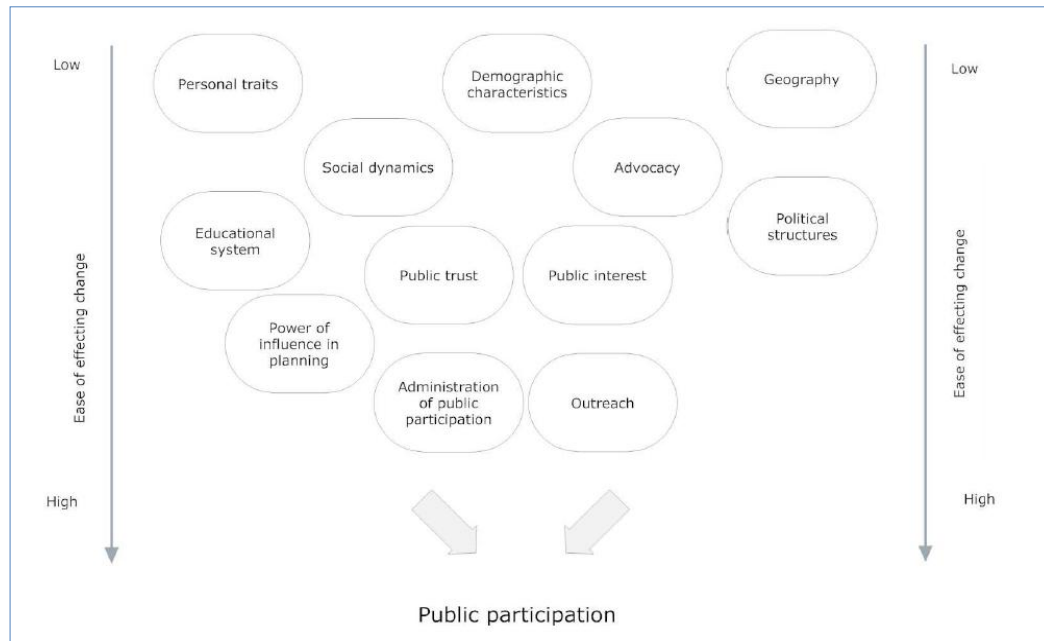 Low
Personal traits
Demographic
characteristics
Geography
Low
Social dynamics
Advocacy
Educational
system
Political
structures
Public trust
Public interest
Ease of effecting change
Ease of effecting change
Power of
influence in
planning
Administration
of public
participation
Outreach
High
High
Public participation